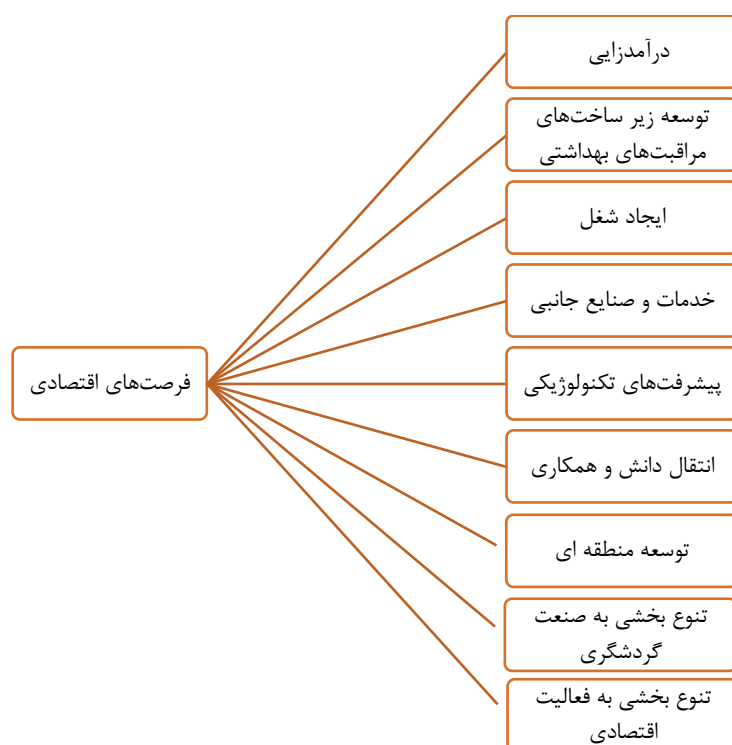 درآمدزایی
توسعه زیر ساخت‌های
مراقبت‌های بهداشتی
ایجاد شغل
خدمات و صنایع جانبی
فرصت‌های اقتصادی
پیشرفت‌های تکنولوژیکی
انتقال دانش و همکاری
توسعه منطقه ای
تنوع بخشی به صنعت
گردشگری
تنوع بخشی به فعالیت
اقتصادی